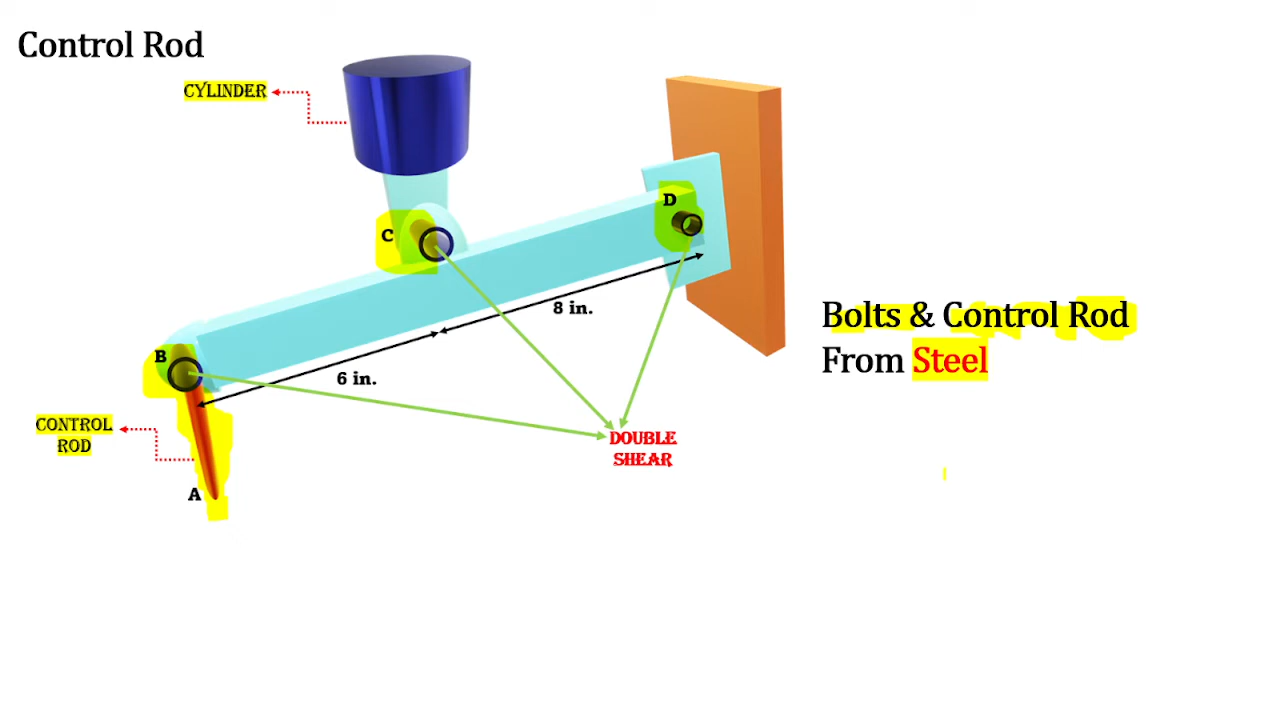 Control Rod
CYLINDER
D
C
8 in.
Bolts & Control Rod
B
From Steel
6 in.
CONTROL
ROD
DOUBLE
SHEAR
A